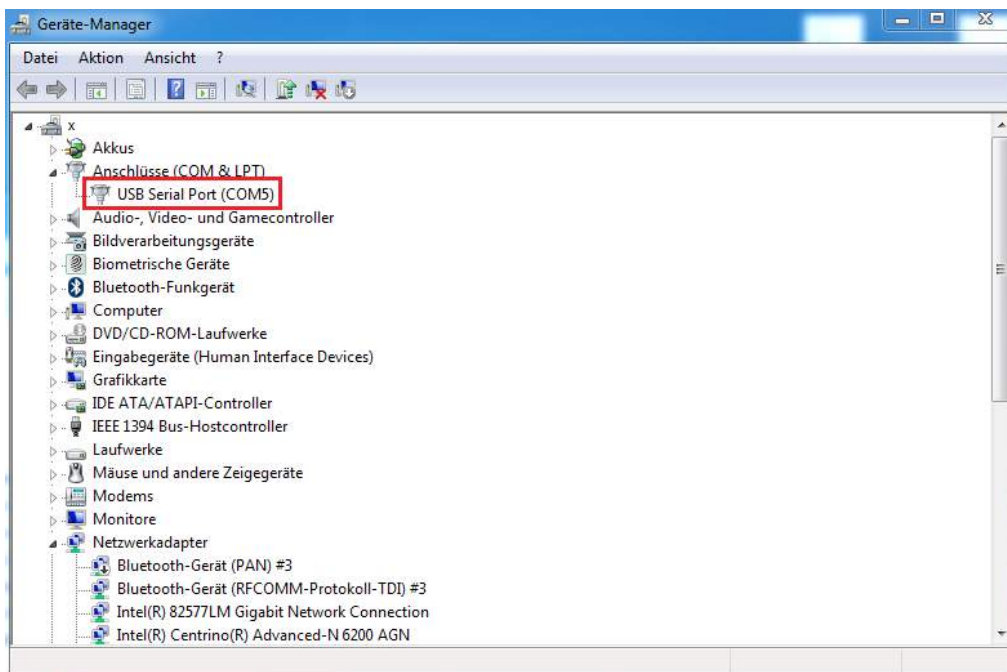 Geräte-Manager
Datei Aktion Ansicht ?
x
Akkus
Anschlüsse (COM & LPT)
USB Serial Port (COM5)
Audio-, Video- und Gamecontroller
Bildverarbeitungsgeräte
Biometrische Geräte
Bluetooth-Funkgerät
Computer
DVD/CD-ROM-Laufwerke
Eingabegeräte (Human Interface Devices)
Grafikkarte
IDE ATA/ATAPI-Controller
IEEE 1394 Bus-Hostcontroller
Laufwerke
Mäuse und andere Zeigegeräte
Modems
Monitore
Netzwerkadapter
Bluetooth-Gerät (PAN) #3
Bluetooth-Gerät (RFCOMM-Protokoll-TDI) #3
Intel(R) 82577LM Gigabit Network Connection
Intel(R) Centrino(R) Advanced-N 6200 AGN